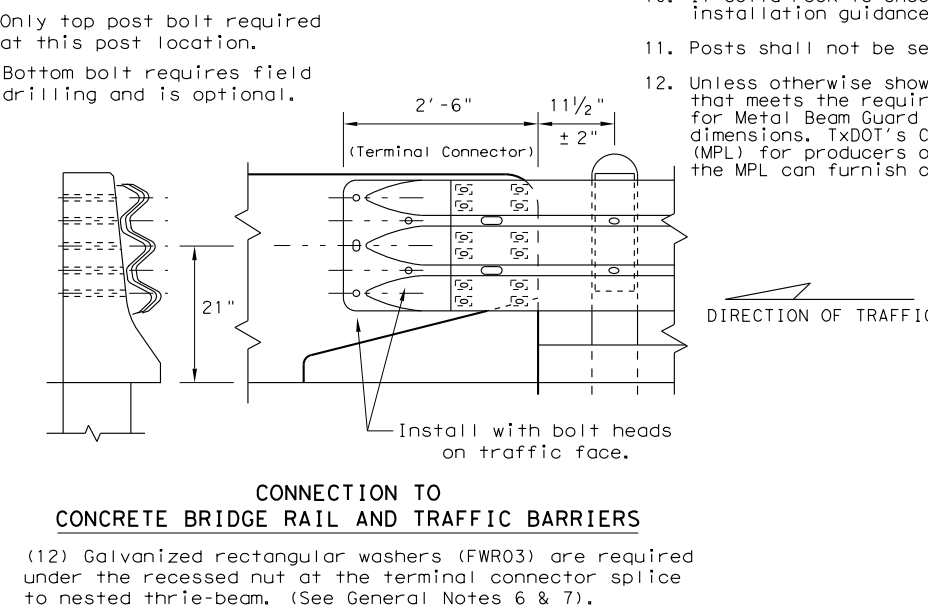 Only top post bolt required
at this post location.
Bottom bolt requires field
drilling and is optional.
installation guidance
11. Posts shall not be se
12. Unless otherwise show
that meets the requir
for Metal Beam Guard
dimensions. TxDOT's C
(MPL) for producers o
the MPL can furnish
2'-6"
11 1/2"
± 2"
(Terminal Connector)
21"
DIRECTION OF TRAFFIC
Install with bolt heads
on traffic face.
CONNECTION TO
CONCRETE BRIDGE RAIL AND TRAFFIC BARRIERS
(12) Galvanized rectangular washers (FWR03) are required
under the recessed nut at the terminal connector splice
to nested thrie-beam. (See General Notes 6 & 7).